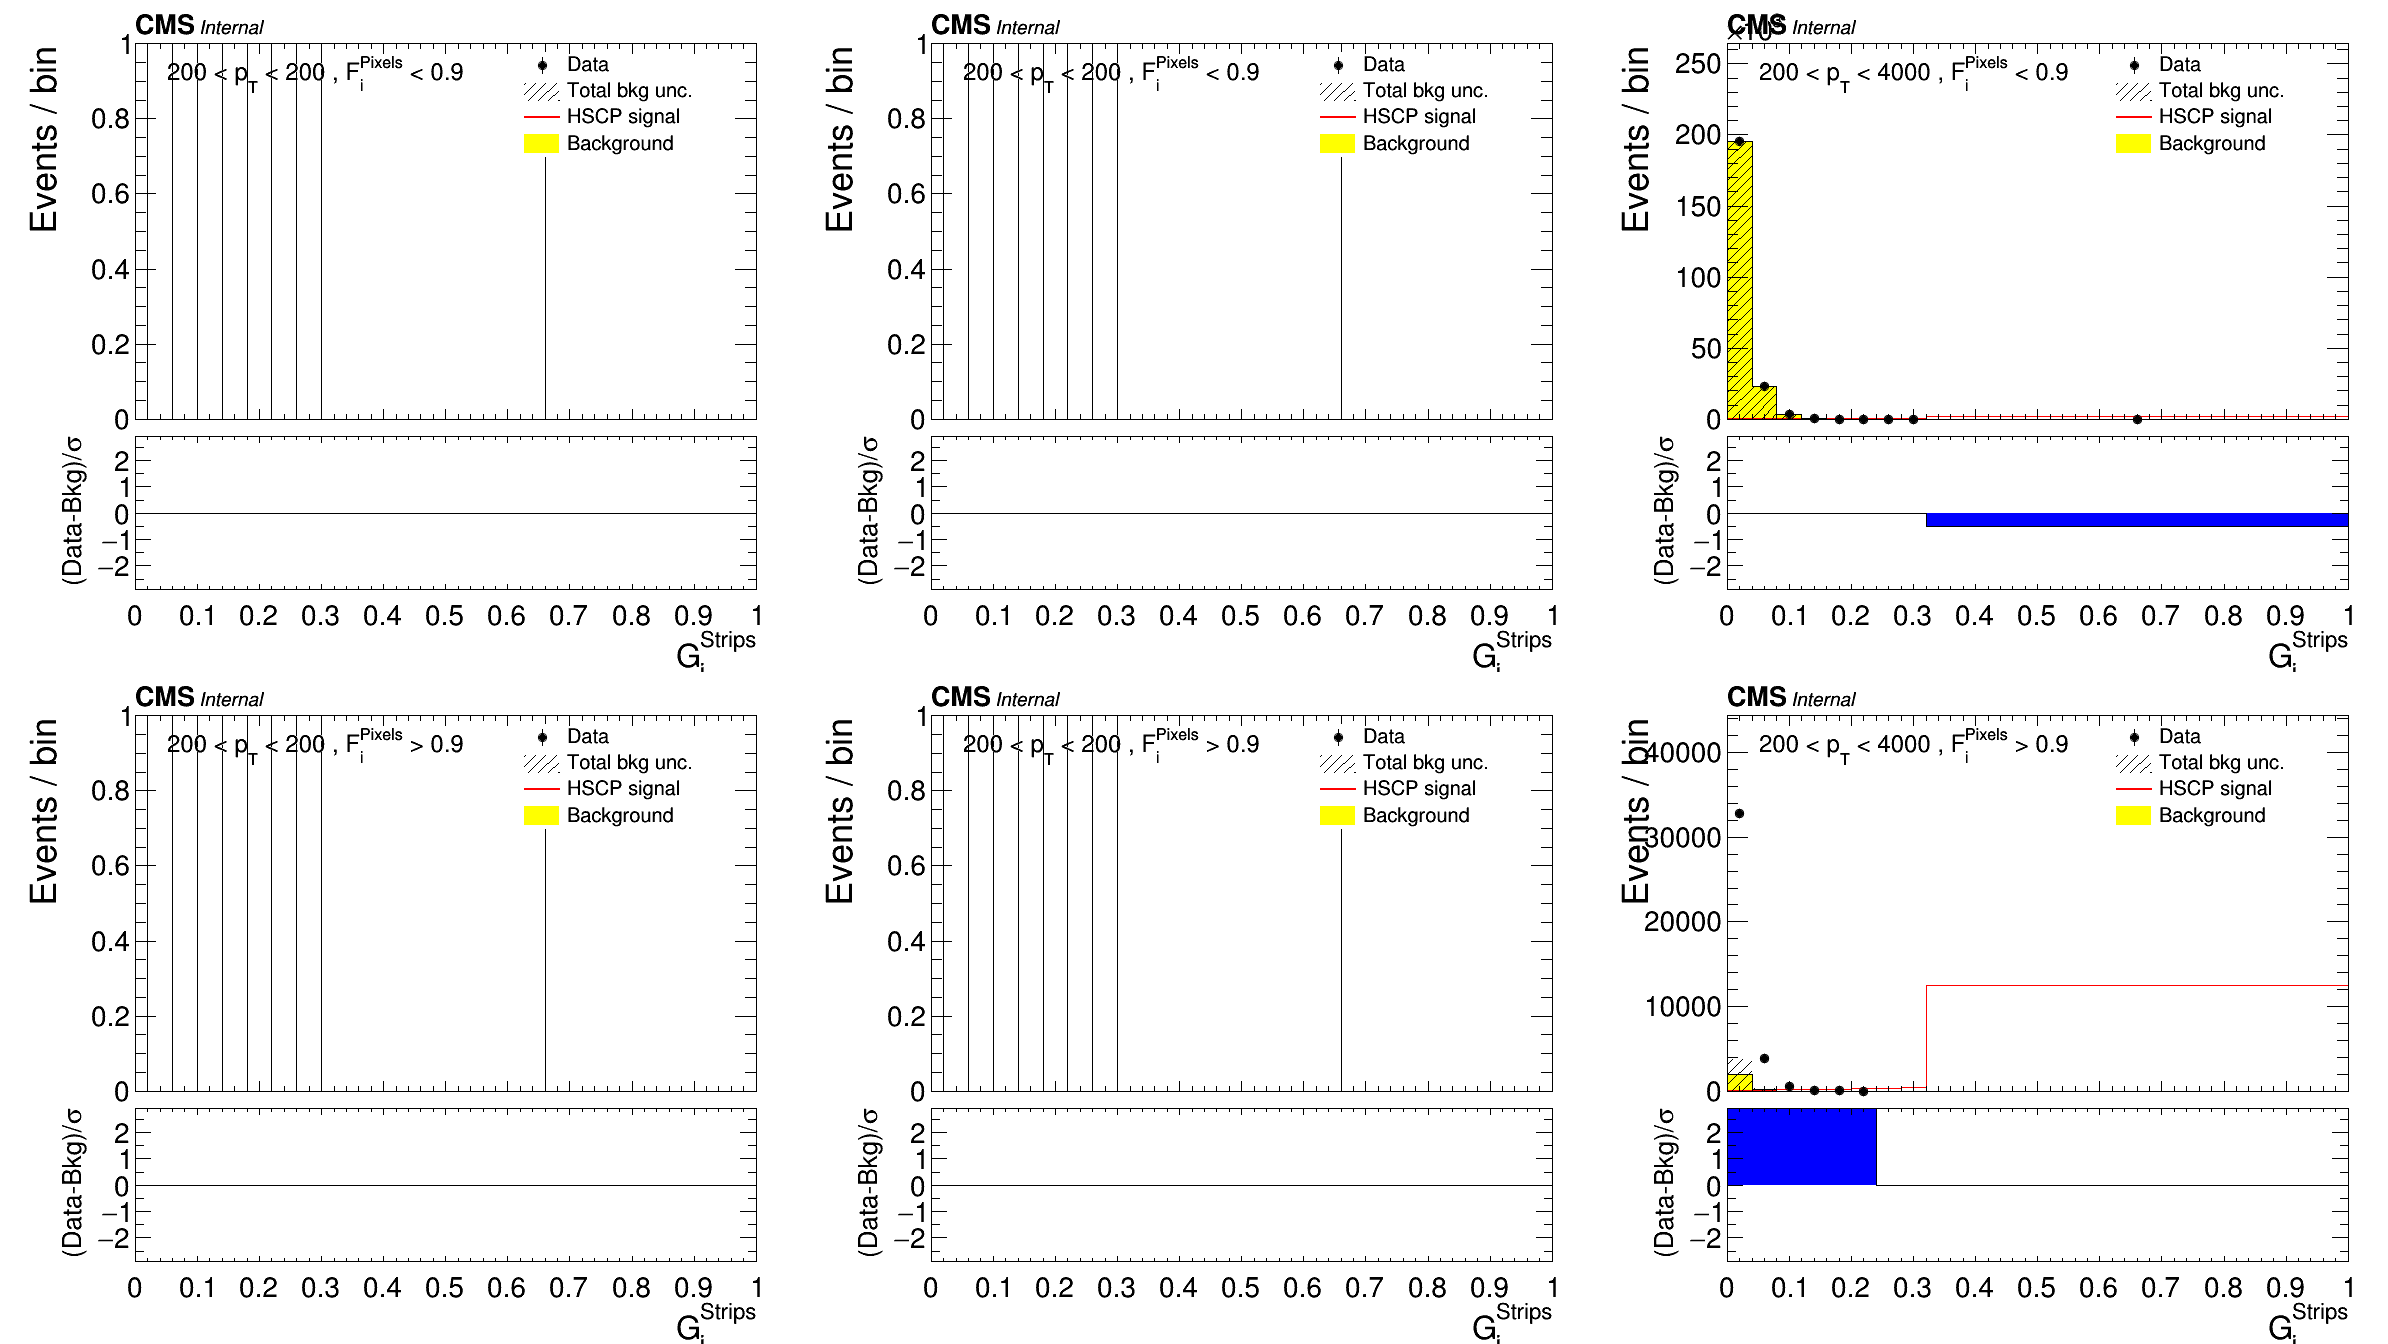 CMS Internal
200 < pT < 200 , FiPixels < 0.9
Data
Total bkg unc.
HSCP signal
Background
Events / bin
1
0.8
0.6
0.4
0.2
0
(Data-Bkg)/σ
2
1
0
−1
−2
0 0.1 0.2 0.3 0.4 0.5 0.6 0.7 0.8 0.9 1
GiStrips
CMS Internal
200 < pT < 200 , FiPixels < 0.9
Data
Total bkg unc.
HSCP signal
Background
Events / bin
1
0.8
0.6
0.4
0.2
0
(Data-Bkg)/σ
2
1
0
−1
−2
0 0.1 0.2 0.3 0.4 0.5 0.6 0.7 0.8 0.9 1
GiStrips
CMS Internal
200 < pT < 4000 , FiPixels < 0.9
Data
Total bkg unc.
HSCP signal
Background
Events / bin
250
200
150
100
50
0
(Data-Bkg)/σ
2
1
0
−1
−2
0 0.1 0.2 0.3 0.4 0.5 0.6 0.7 0.8 0.9 1
GiStrips
CMS Internal
200 < pT < 200 , FiPixels > 0.9
Data
Total bkg unc.
HSCP signal
Background
Events / bin
1
0.8
0.6
0.4
0.2
0
(Data-Bkg)/σ
2
1
0
−1
−2
0 0.1 0.2 0.3 0.4 0.5 0.6 0.7 0.8 0.9 1
GiStrips
CMS Internal
200 < pT < 200 , FiPixels > 0.9
Data
Total bkg unc.
HSCP signal
Background
Events / bin
1
0.8
0.6
0.4
0.2
0
(Data-Bkg)/σ
2
1
0
−1
−2
0 0.1 0.2 0.3 0.4 0.5 0.6 0.7 0.8 0.9 1
GiStrips
CMS Internal
200 < pT < 4000 , FiPixels > 0.9
Data
Total bkg unc.
HSCP signal
Background
Events / bin
40000
30000
20000
10000
0
(Data-Bkg)/σ
2
1
0
−1
−2
0 0.1 0.2 0.3 0.4 0.5 0.6 0.7 0.8 0.9 1
GiStrips